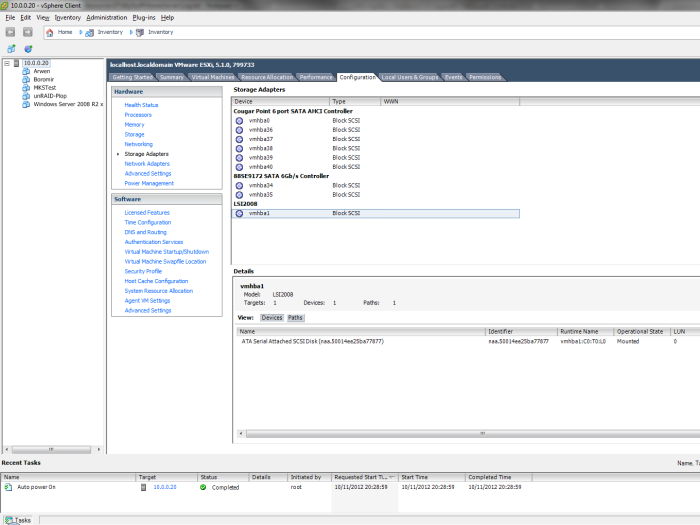 10.0.0.20 - vSphere Client
File Edit View Inventory Administration Plug-ins Help
Home Inventory Inventory
10.0.0.20
Arwen
Boromir
MKSTest
unRAID-Plop
Windows Server 2008 R2 x
localhost.localdomain VMware ESXi, 5.1.0, 799733
Getting Started Summary Virtual Machines Resource Allocation Performance Configuration Local Users & Groups Events Permissions
Hardware
Health Status
Processors
Memory
Storage
Networking
Storage Adapters
Network Adapters
Advanced Settings
Power Management
Software
Licensed Features
Time Configuration
DNS and Routing
Authentication Services
Virtual Machine Startup/Shutdown
Virtual Machine Swapfile Location
Security Profile
Host Cache Configuration
System Resource Allocation
Agent VM Settings
Advanced Settings
Storage Adapters
Device Type WWN
Cougar Point 6 port SATA AHCI Controller
vmhba0 Block SCSI
vmhba36 Block SCSI
vmhba37 Block SCSI
vmhba38 Block SCSI
vmhba39 Block SCSI
vmhba40 Block SCSI
88SE9172 SATA 6Gb/s Controller
vmhba34 Block SCSI
vmhba35 Block SCSI
LSI2008
vmhba1 Block SCSI
Details
vmhba1
Model: LSI2008
Targets: 1 Devices: 1 Paths: 1
View: Devices Paths
Name Identifier Runtime Name Operational State LUN
ATA Serial Attached SCSI Disk (naa.50014ee25ba77877) naa.50014ee25ba77877 vmhba1:C0:T0:L0 Mounted 0
Recent Tasks
Name, Ta
Name Target Status Details Initiated by Requested Start Ti... Start Time Completed Time
Auto power On 10.0.0.20 Completed root 10/11/2012 20:28:59 10/11/2012 20:28:59 10/11/2012 20:28:59
Tasks